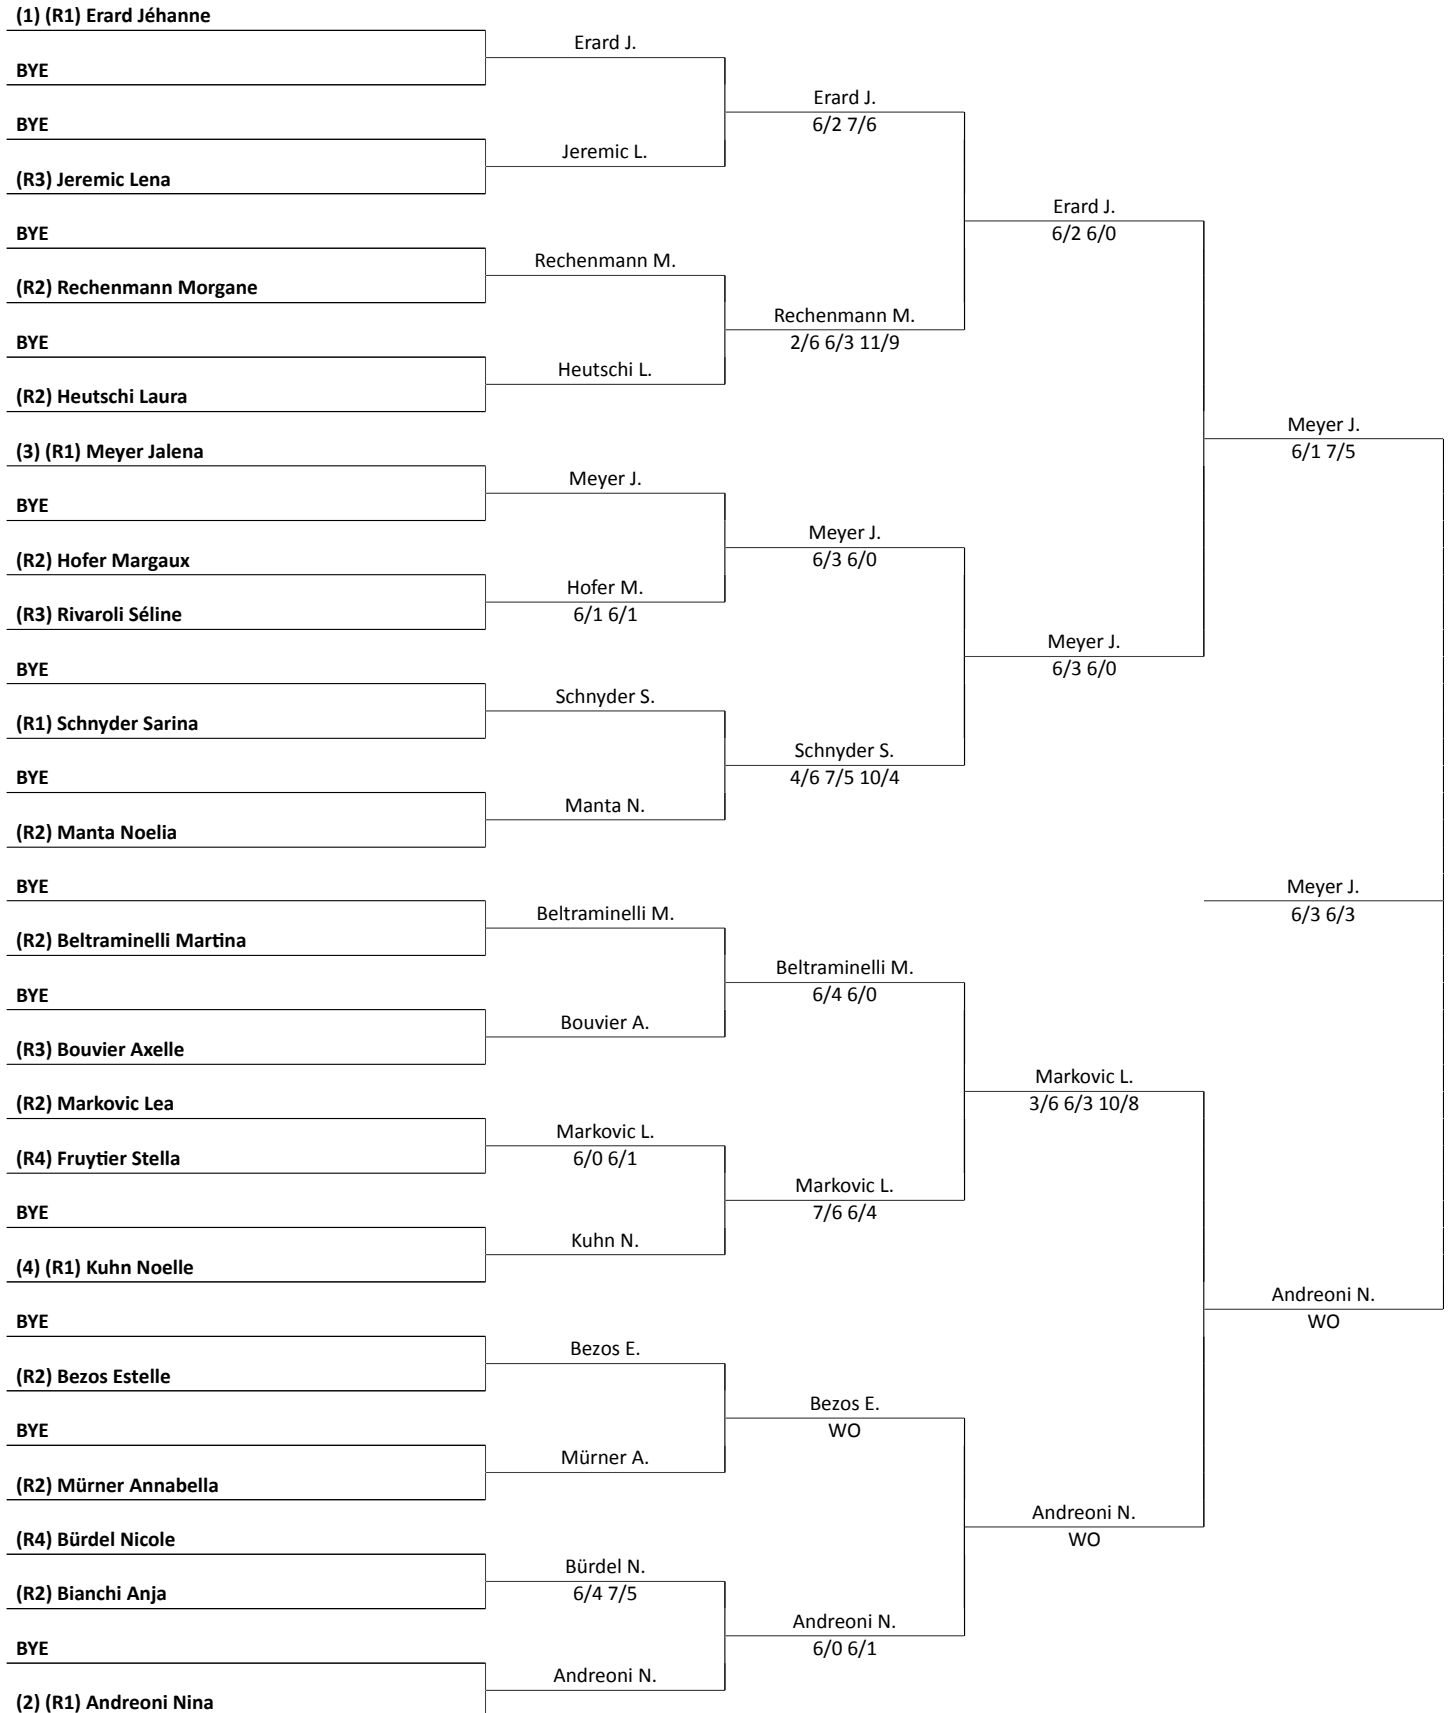 (1) (R1) Erard Jéhanne
Erard J.
BYE
Erard J.
6/2 7/6
BYE
Jeremic L.
(R3) Jeremic Lena
Erard J.
6/2 6/0
BYE
Rechenmann M.
(R2) Rechenmann Morgane
Rechenmann M.
2/6 6/3 11/9
BYE
Heutschi L.
(R2) Heutschi Laura
Meyer J.
6/1 7/5
(3) (R1) Meyer Jalena
Meyer J.
BYE
Meyer J.
6/3 6/0
(R2) Hofer Margaux
Hofer M.
6/1 6/1
(R3) Rivaroli Séline
Meyer J.
6/3 6/0
BYE
Schnyder S.
(R1) Schnyder Sarina
Schnyder S.
4/6 7/5 10/4
BYE
Manta N.
(R2) Manta Noelia
BYE
Meyer J.
6/3 6/3
Beltraminelli M.
(R2) Beltraminelli Martina
Beltraminelli M.
6/4 6/0
BYE
Bouvier A.
(R3) Bouvier Axelle
Markovic L.
3/6 6/3 10/8
(R2) Markovic Lea
Markovic L.
6/0 6/1
(R4) Fruytier Stella
Markovic L.
7/6 6/4
BYE
Kuhn N.
(4) (R1) Kuhn Noelle
Andreoni N.
WO
BYE
Bezos E.
(R2) Bezos Estelle
Bezos E.
WO
BYE
Mürner A.
(R2) Mürner Annabella
Andreoni N.
WO
(R4) Bürdel Nicole
Bürdel N.
6/4 7/5
(R2) Bianchi Anja
Andreoni N.
6/0 6/1
BYE
Andreoni N.
(2) (R1) Andreoni Nina